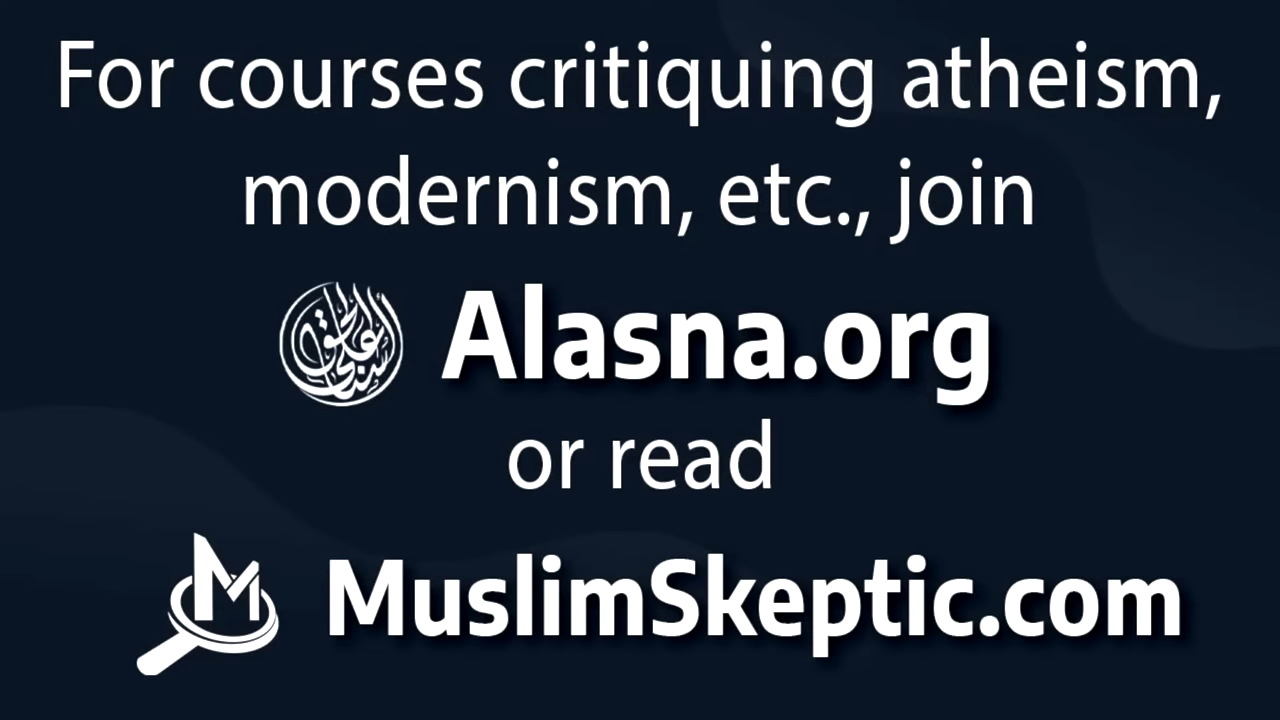 For courses critiquing atheism,
modernism, etc., join
Alasna.org
or read
MuslimSkeptic.com